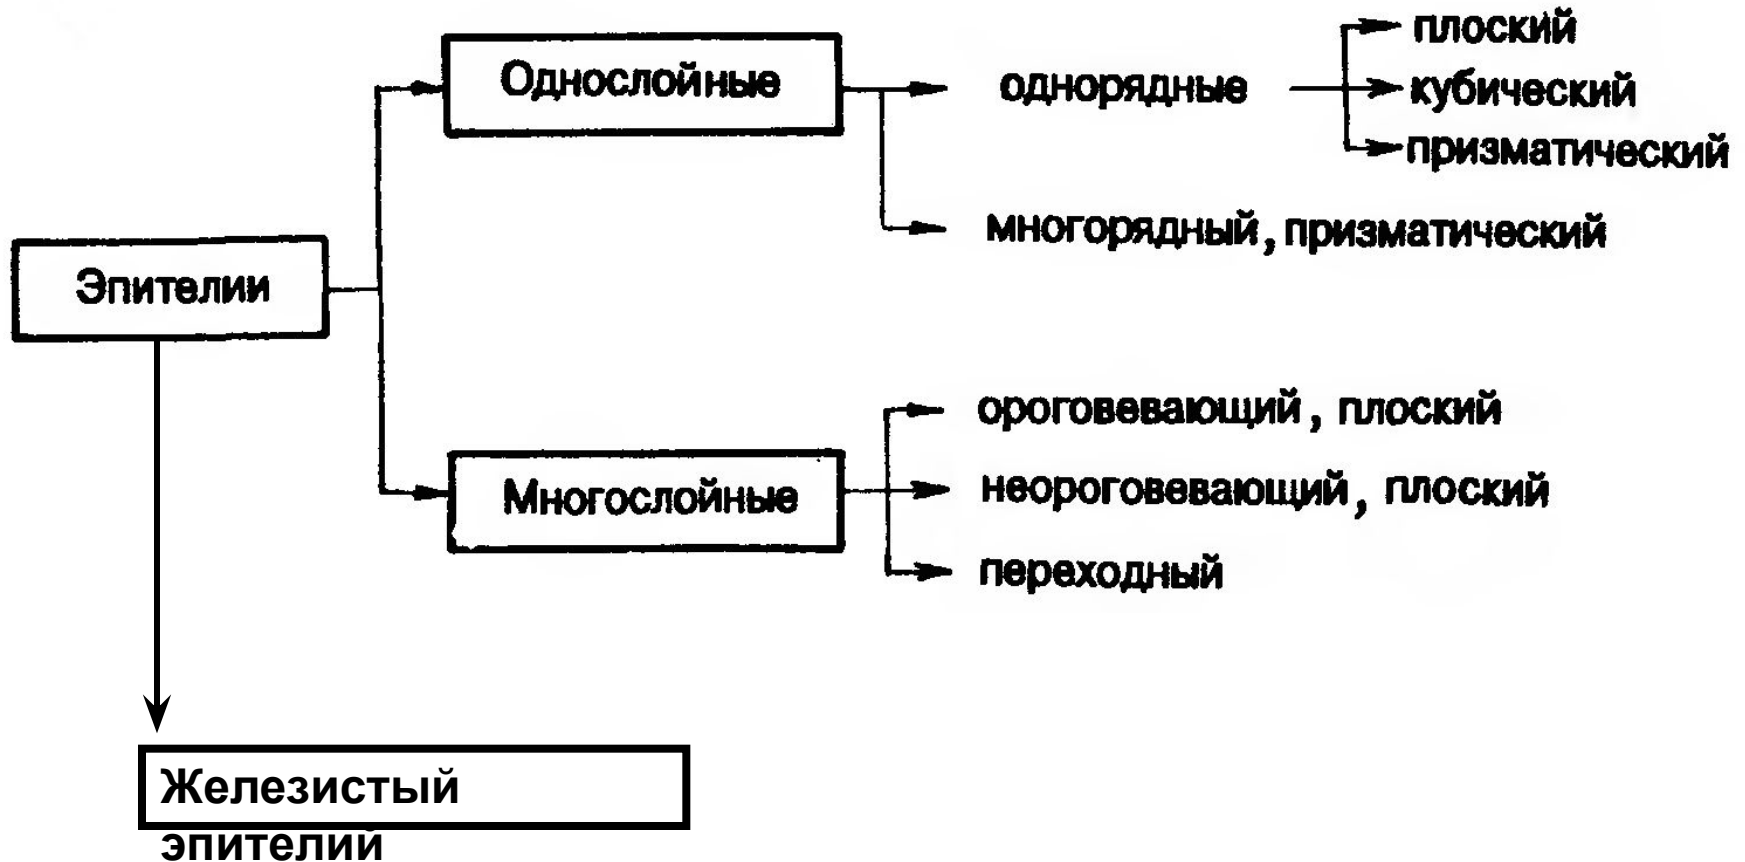 плоский
Однослойные
однорядные
кубический
призматический
многорядный, призматический
Эпителии
ороговевающий, плоский
Многослойные
неороговевающий, плоский
переходный
Железистый
эпителий